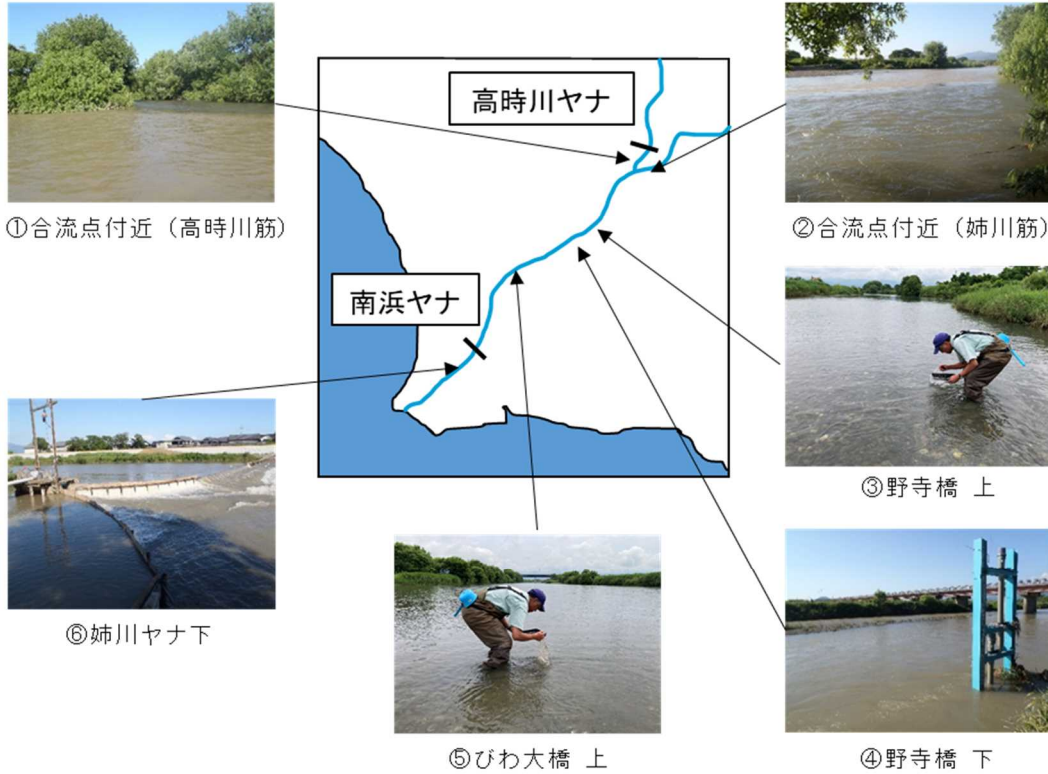 高時川ヤナ
南浜ヤナ
①合流点付近（高時川筋）
②合流点付近（姉川筋）
③野寺橋 上
④野寺橋 下
⑤びわ大橋 上
⑥姉川ヤナ下